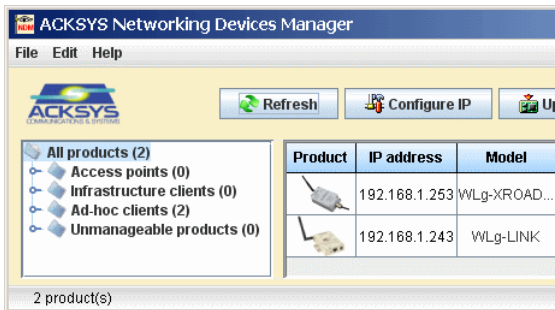 ACKSYS Networking Devices Manager
File Edit Help
ACKSYS
COMMUNICATIONS & SYSTEMS
Refresh Configure IP Up
All products (2)
Access points (0)
Infrastructure clients (0)
Ad-hoc clients (2)
Unmanageable products (0)
Product IP address Model
192.168.1.253 WLg-XROAD...
192.168.1.243 WLg-LINK
2 product(s)